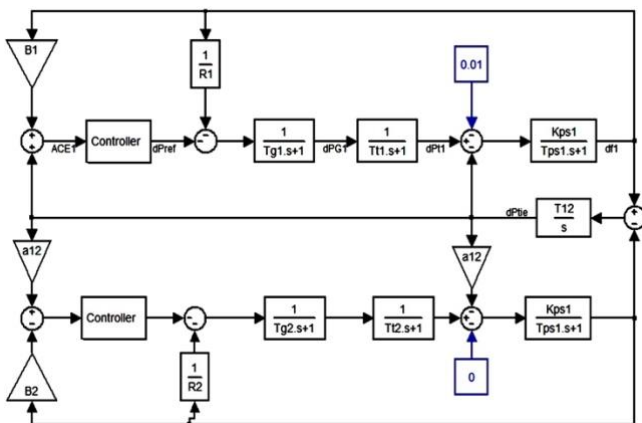 B1
1
R1
0.01
ACE1
Controller
dPref
1
Tg1.s+1
dPG1
1
Tt1.s+1
dPt1
Kps1
Tps1.s+1
df1
dPtie
T12
s
a12
a12
Controller
1
Tg2.s+1
1
Tt2.s+1
Kps1
Tps1.s+1
B2
1
R2
0